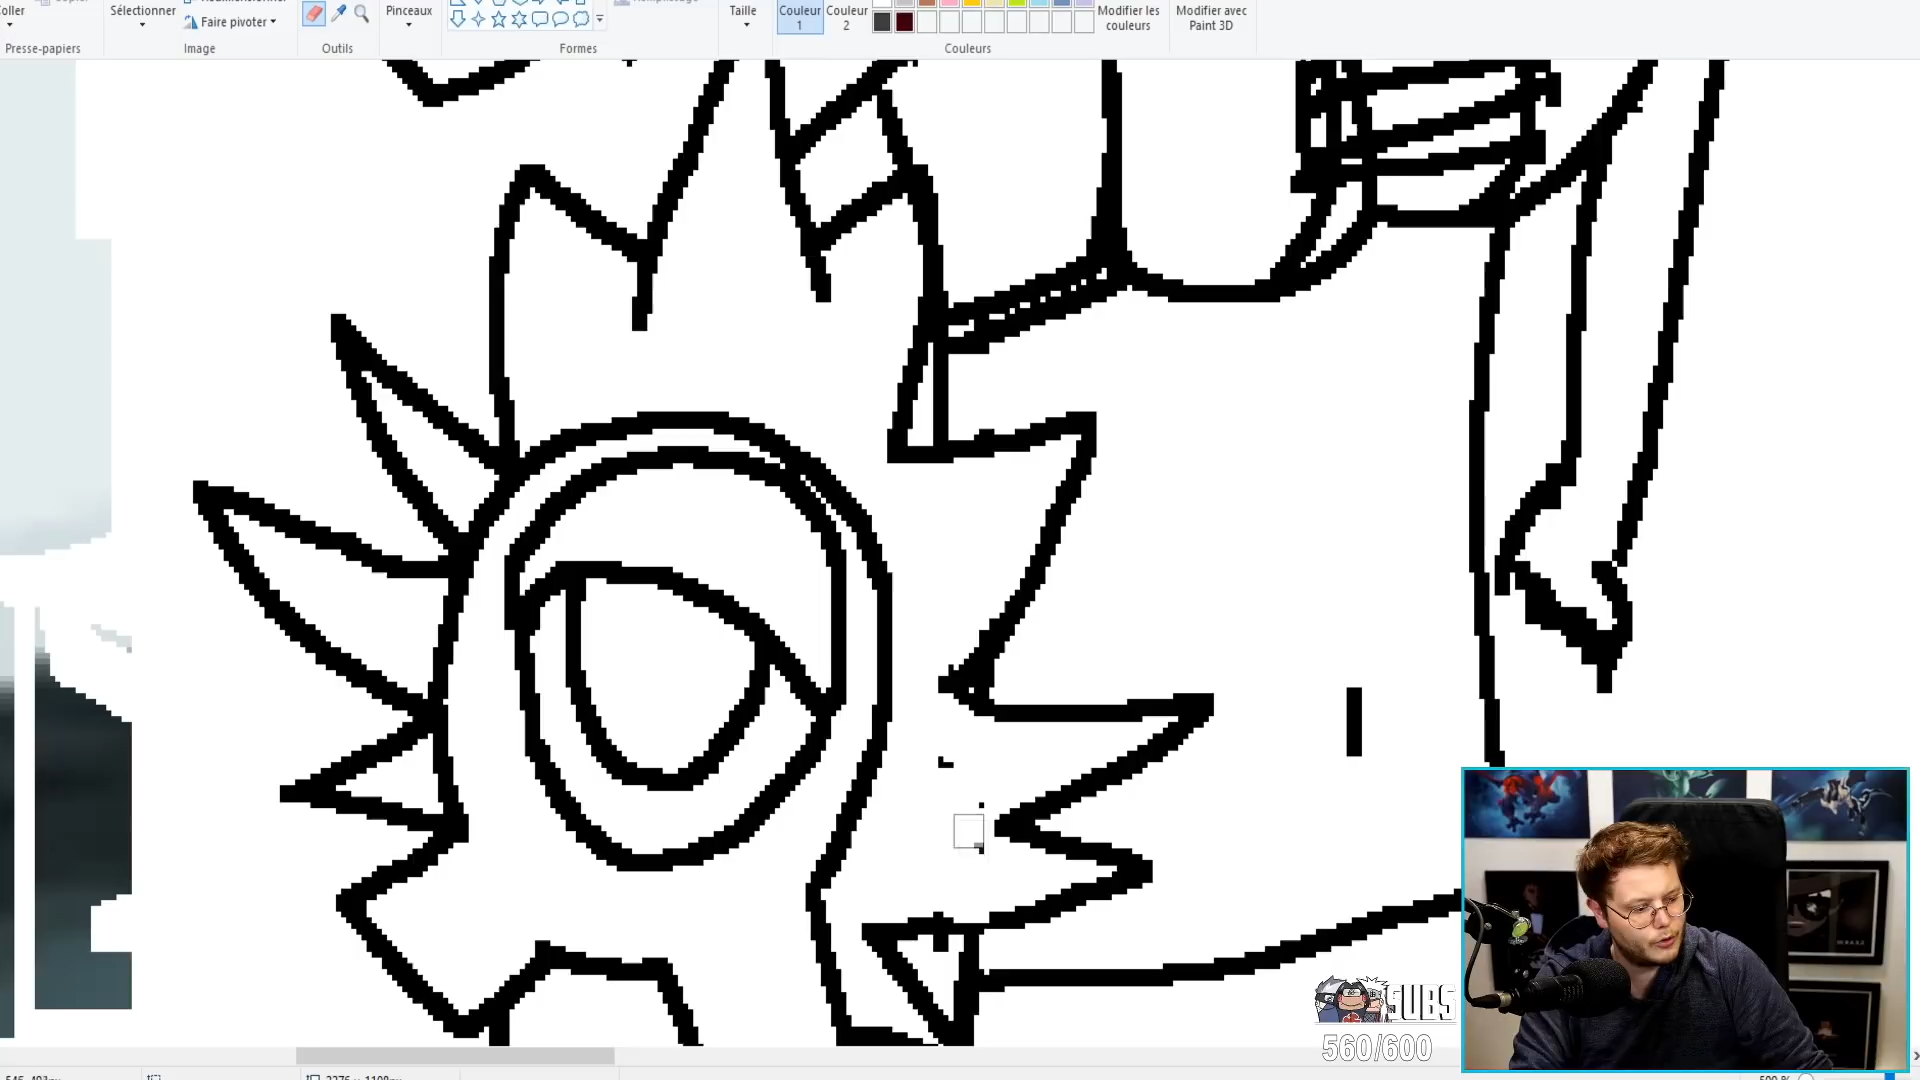 oller
Sélectionner
Faire pivoter
Pinceaux
Taille
Couleur
1
Couleur
2
Modifier les
couleurs
Modifier avec
Paint 3D
Presse-papiers
Image
Outils
Formes
Couleurs
SUBS
560/600